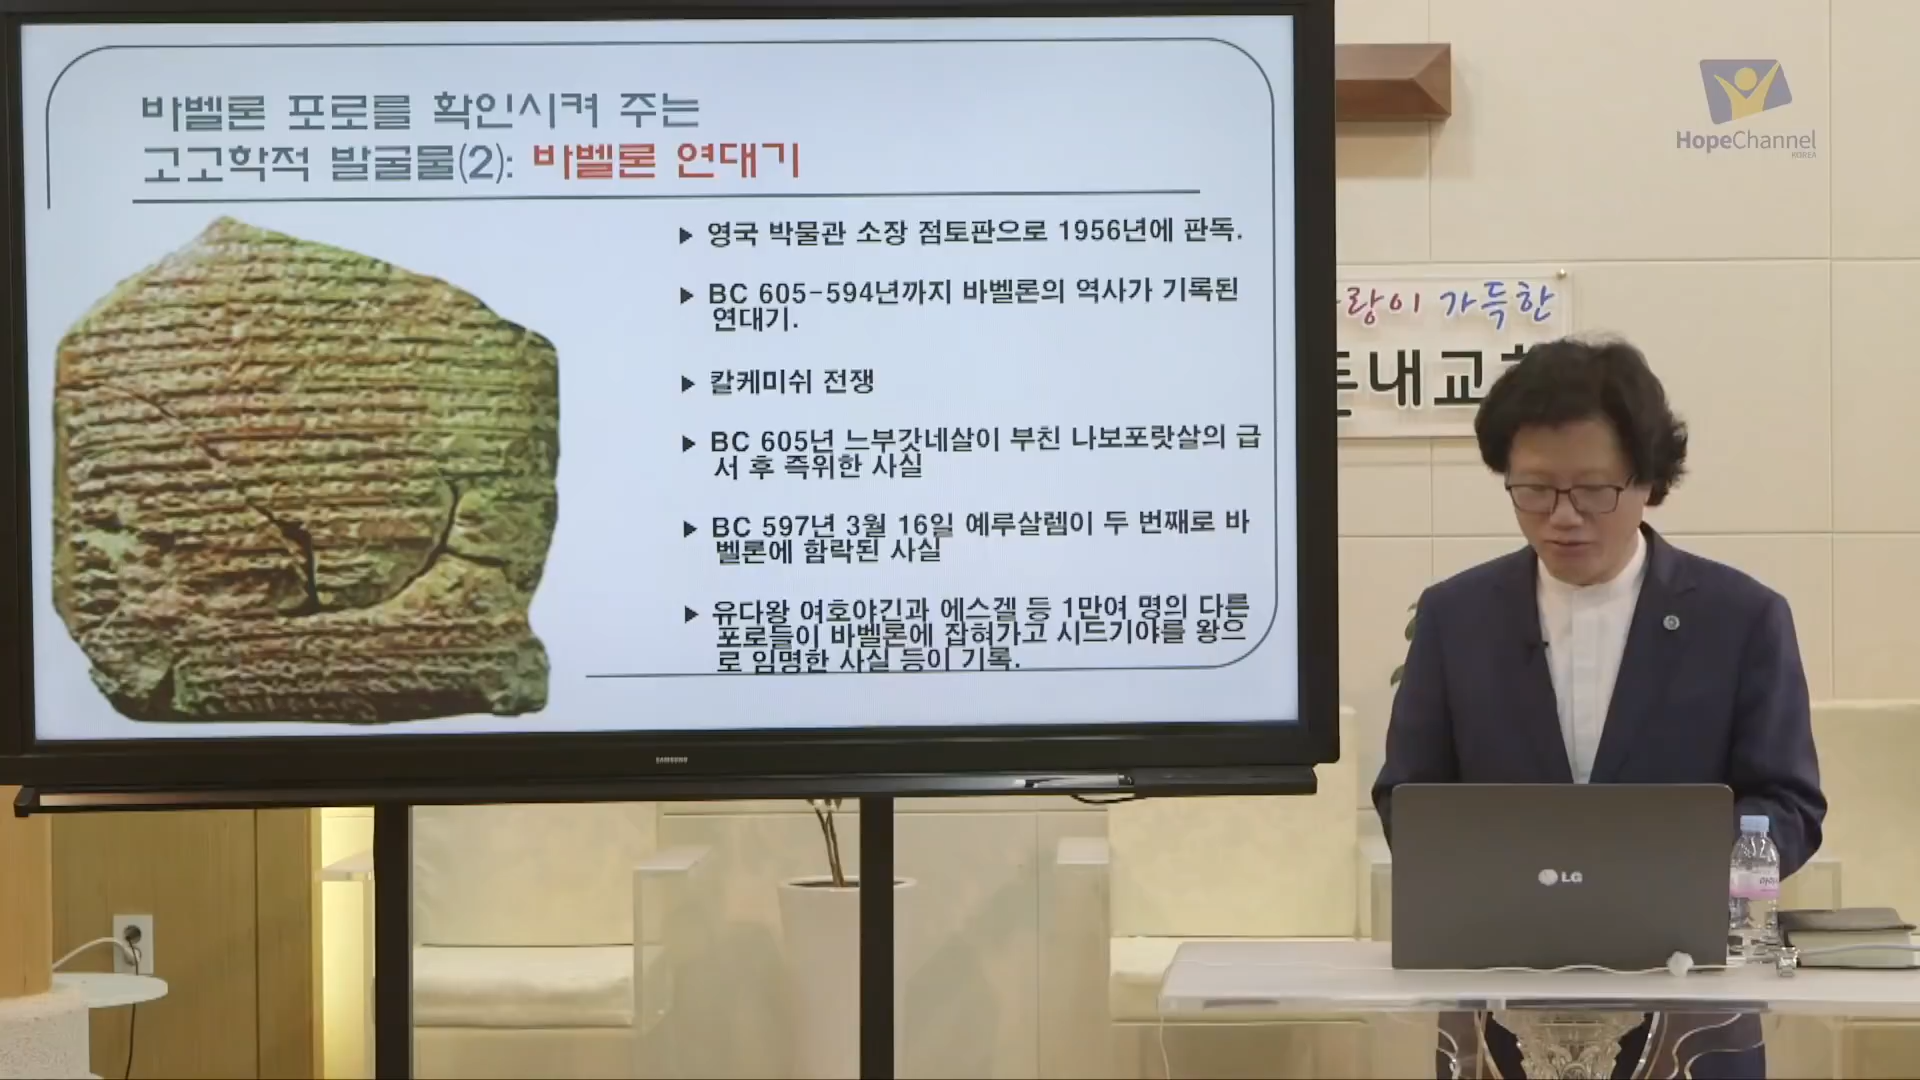 바벨론 포로를 확인시켜 주는
고고학적 발굴물(2): 바벨론 연대기
▶ 영국 박물관 소장 점토판으로 1956년에 판독.
▶ BC 605-594년까지 바벨론의 역사가 기록된
연대기.
▶ 칼케미쉬 전쟁
▶ BC 605년 느부갓네살이 부친 나보포랏살의 급
서 후 즉위한 사실
▶ BC 597년 3월 16일 예루살렘이 두 번째로 바
벨론에 함락된 사실
▶ 유다왕 여호야긴과 에스겔 등 1만여 명의 다른
포로들이 바벨론에 잡혀가고 시드기야를 왕으
로 임명한 사실 등이 기록.
SAMSUNG
HopeChannel
KOREA
랑이 가득한
내교
LG